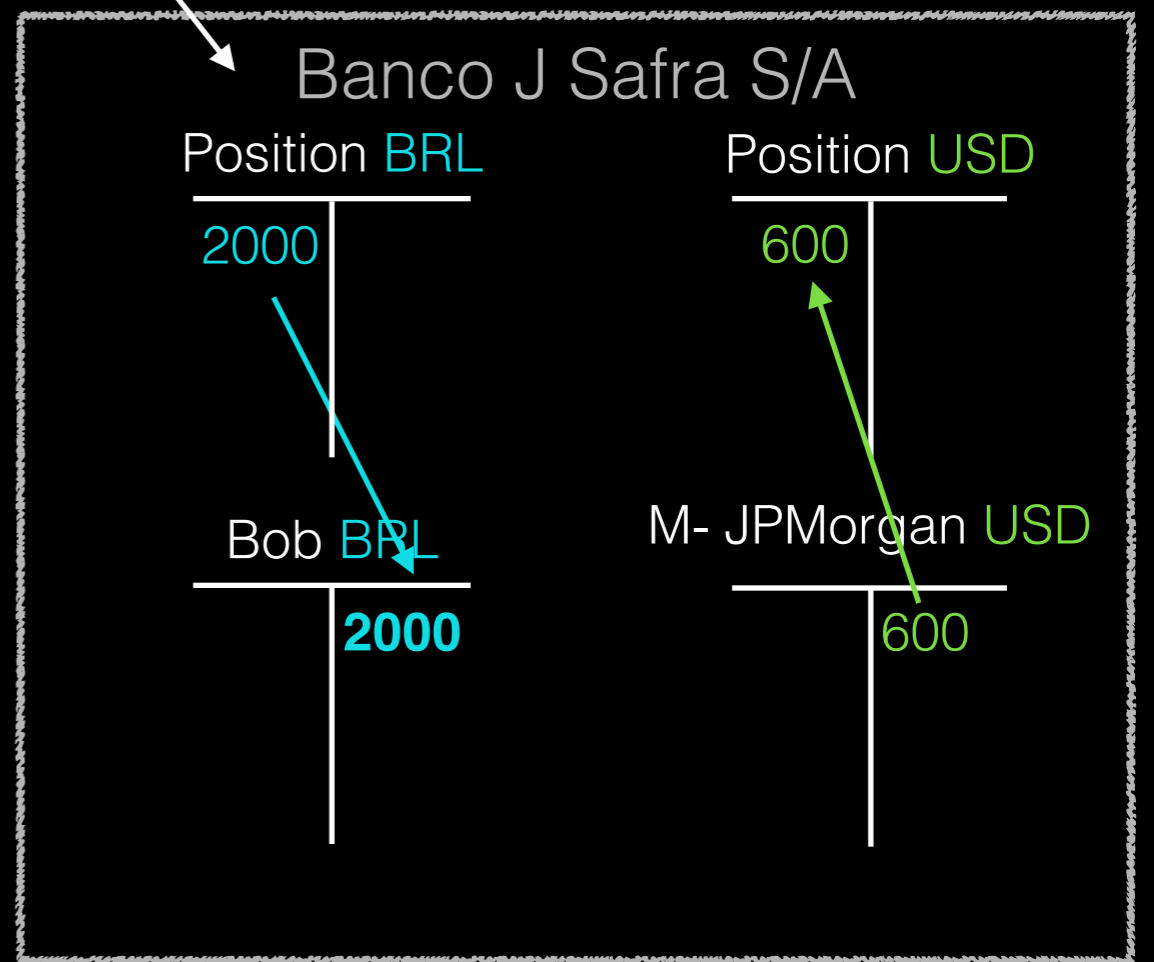 Banco J Safra S/A
Position BRL
Position USD
2000
600
Bob BRL
M- JPMorgan USD
2000
600